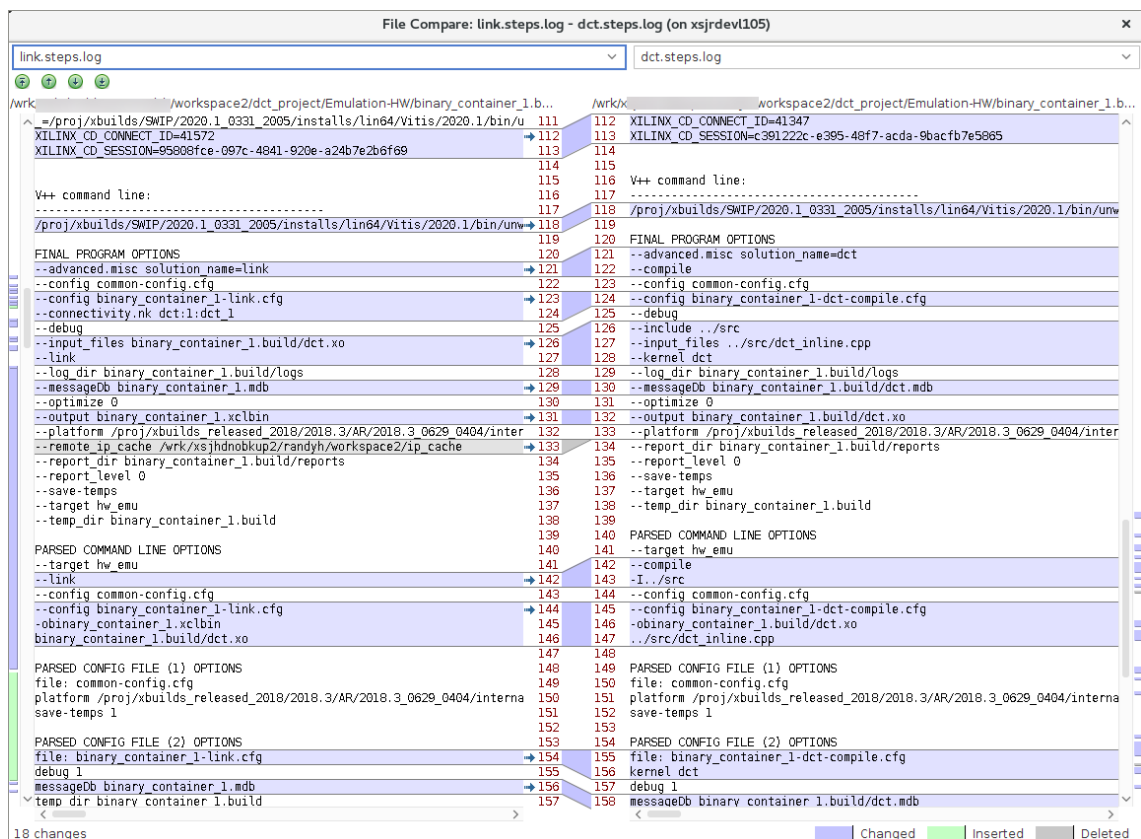 File Compare: link.steps.log - dct.steps.log (on xsjrdevl105)
link.steps.log
dct.steps.log
/wrk /workspace2/dct_project/Emulation-HW/binary_container_1.b...
_=/proj/xbuilds/SWIP/2020.1_0331_2005/installs/lin64/Vitis/2020.1/bin/u 111
XILINX_CD_CONNECT_ID=41572 112
XILINX_CD_SESSION=95808fce-097c-4841-920e-a24b7e2b6f69 113
114
115
V++ command line: 116
---------------------------------------- 117
/proj/xbuilds/SWIP/2020.1_0331_2005/installs/lin64/Vitis/2020.1/bin/unw 118
119
FINAL PROGRAM OPTIONS 120
--advanced.misc solution_name=link 121
--config common-config.cfg 122
--config binary_container_1-link.cfg 123
--connectivity.nk dct:1:dct_1 124
--debug 125
--input_files binary_container_1.build/dct.xo 126
--link 127
--log_dir binary_container_1.build/logs 128
--messageDb binary_container_1.mdb 129
--optimize 0 130
--output binary_container_1.xclbin 131
--platform /proj/xbuilds_released_2018/2018.3/AR/2018.3_0629_0404/inter 132
--remote_ip_cache /wrk/xsjhdnobkup2/randyh/workspace2/ip_cache 133
--report_dir binary_container_1.build/reports 134
--report_level 0 135
--save-temps 136
--target hw_emu 137
--temp_dir binary_container_1.build 138
139
PARSED COMMAND LINE OPTIONS 140
--target hw_emu 141
--link 142
--config common-config.cfg 143
--config binary_container_1-link.cfg 144
-obinary_container_1.xclbin 145
binary_container_1.build/dct.xo 146
147
PARSED CONFIG FILE (1) OPTIONS 148
file: common-config.cfg 149
platform /proj/xbuilds_released_2018/2018.3/AR/2018.3_0629_0404/interna 150
save-temps 1 151
152
PARSED CONFIG FILE (2) OPTIONS 153
file: binary_container_1-link.cfg 154
debug 1 155
messageDb binary_container_1.mdb 156
temp_dir binary_container_1.build 157
/wrk/x workspace2/dct_project/Emulation-HW/binary_container_1.b...
112 XILINX_CD_CONNECT_ID=41347
113 XILINX_CD_SESSION=c391222c-e395-48f7-acda-9bacfb7e5865
114
115
116 V++ command line:
117 ----------------------------------------
118 /proj/xbuilds/SWIP/2020.1_0331_2005/installs/lin64/Vitis/2020.1/bin/unw
119
120 FINAL PROGRAM OPTIONS
121 --advanced.misc solution_name=dct
122 --compile
123 --config common-config.cfg
124 --config binary_container_1-dct-compile.cfg
125 --debug
126 --include ../src
127 --input_files ../src/dct_inline.cpp
128 --kernel dct
129 --log_dir binary_container_1.build/logs
130 --messageDb binary_container_1.build/dct.mdb
131 --optimize 0
132 --output binary_container_1.build/dct.xo
133 --platform /proj/xbuilds_released_2018/2018.3/AR/2018.3_0629_0404/inter
134 --report_dir binary_container_1.build/reports
135 --report_level 0
136 --save-temps
137 --target hw_emu
138 --temp_dir binary_container_1.build
139
140 PARSED COMMAND LINE OPTIONS
141 --target hw_emu
142 --compile
143 -I../src
144 --config common-config.cfg
145 --config binary_container_1-dct-compile.cfg
146 -obinary_container_1.build/dct.xo
147 ../src/dct_inline.cpp
148
149 PARSED CONFIG FILE (1) OPTIONS
150 file: common-config.cfg
151 platform /proj/xbuilds_released_2018/2018.3/AR/2018.3_0629_0404/interna
152 save-temps 1
153
154 PARSED CONFIG FILE (2) OPTIONS
155 file: binary_container_1-dct-compile.cfg
156 kernel dct
157 debug 1
158 messageDb binary_container_1.build/dct.mdb
18 changes
Changed
Inserted
Deleted